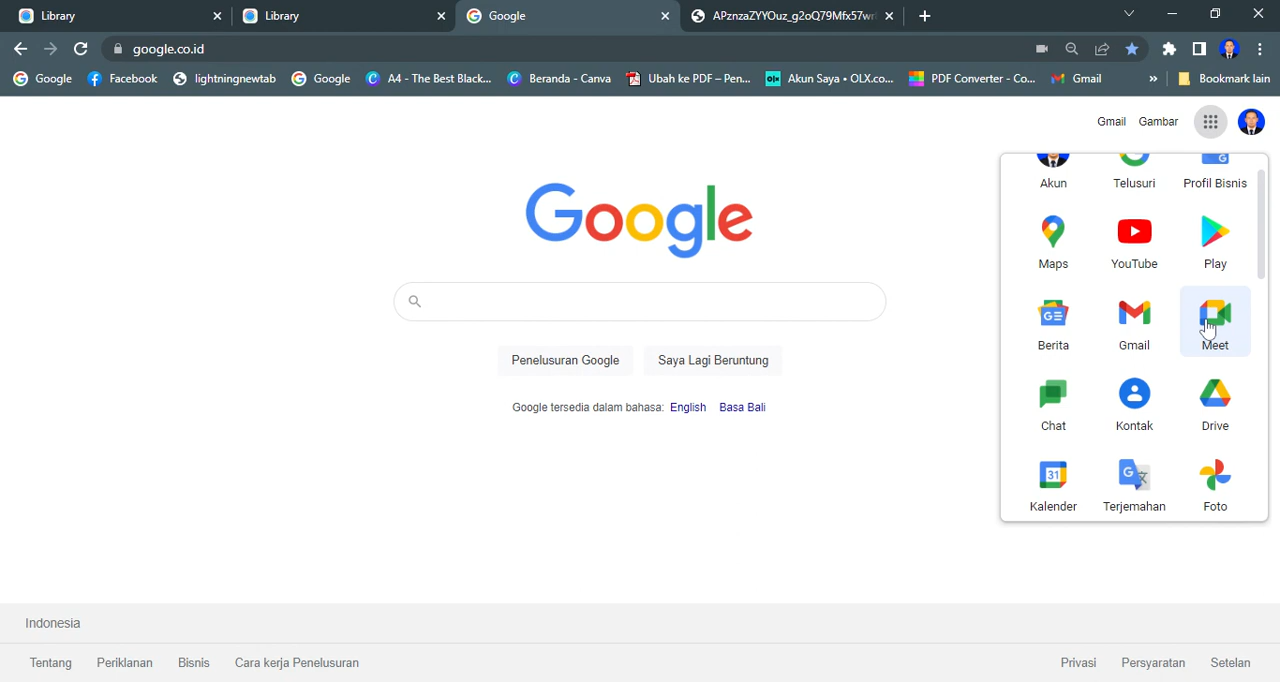 Library
Library
Google
APznzaZYYOuz_g2oQ79Mfx57wr
google.co.id
Google
Facebook
lightningnewtab
Google
A4 - The Best Black...
Beranda - Canva
Ubah ke PDF – Pen...
Akun Saya • OLX.co...
PDF Converter - Co...
Gmail
»
Bookmark lain
Gmail
Gambar
Google
Akun
Telusuri
Profil Bisnis
Maps
YouTube
Play
Berita
Gmail
Meet
Chat
Kontak
Drive
Kalender
Terjemahan
Foto
Penelusuran Google
Saya Lagi Beruntung
Google tersedia dalam bahasa: English Basa Bali
Indonesia
Tentang
Periklanan
Bisnis
Cara kerja Penelusuran
Privasi
Persyaratan
Setelan